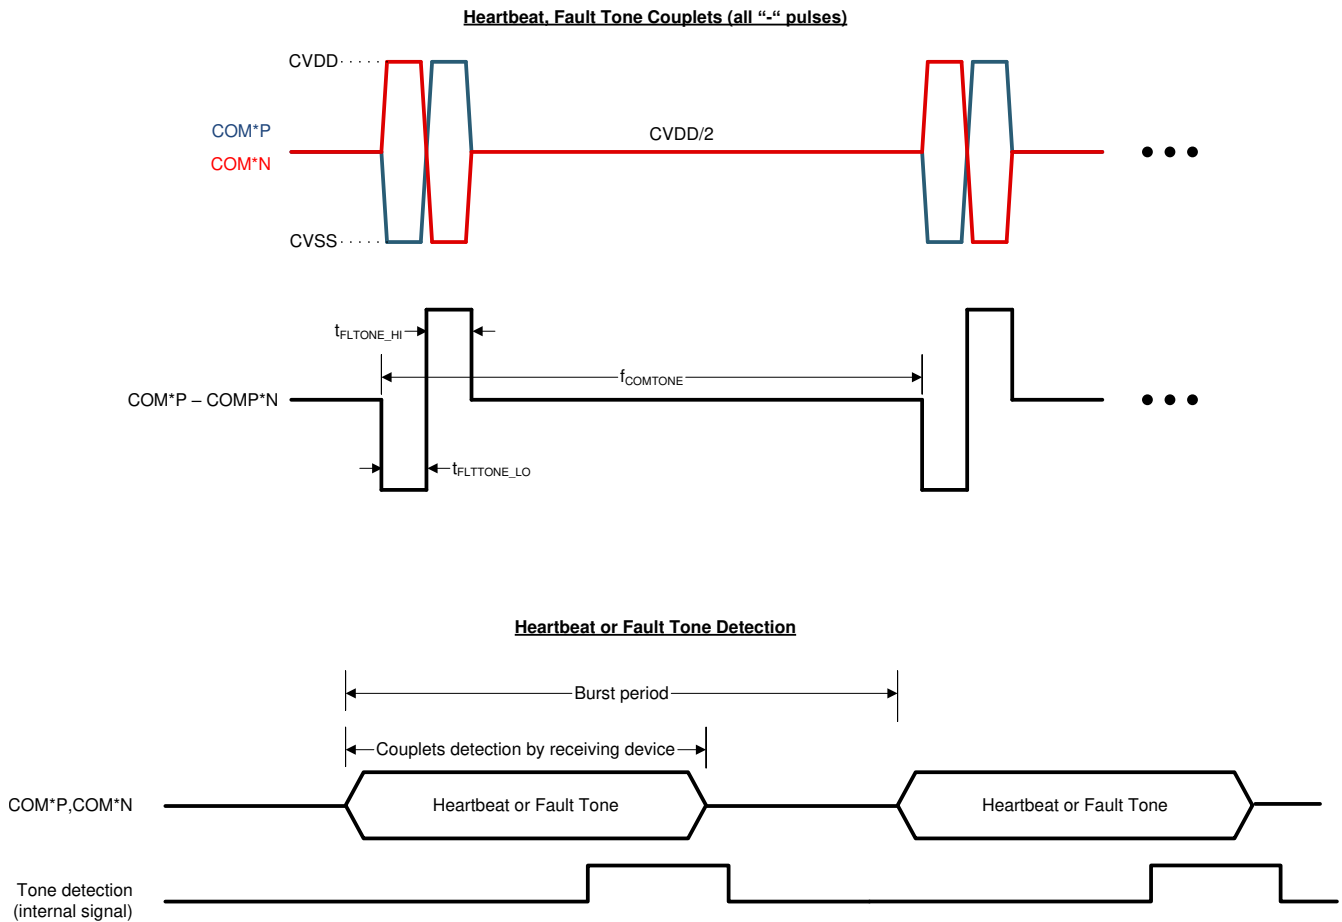 Heartbeat, Fault Tone Couplets (all “-“ pulses)
CVDD
COM*P
COM*N
CVDD/2
CVSS
tFLTONE_HI
fCOMTONE
COM*P – COMP*N
tFLTTONE_LO
Heartbeat or Fault Tone Detection
Burst period
Couplets detection by receiving device
COM*P,COM*N
Heartbeat or Fault Tone
Heartbeat or Fault Tone
Tone detection
(internal signal)